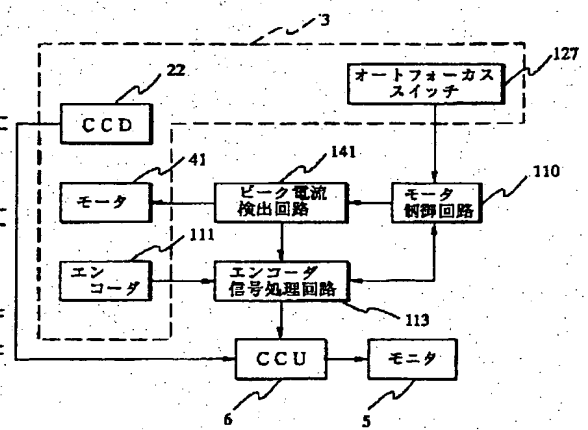 3
オートフォーカス
スイッチ
127
22
CCD
41
モータ
141
ピーク電流
検出回路
モータ
制御回路
110
111
エン
コーダ
エンコーダ
信号処理回路
113
CCU
モニタ
6
5